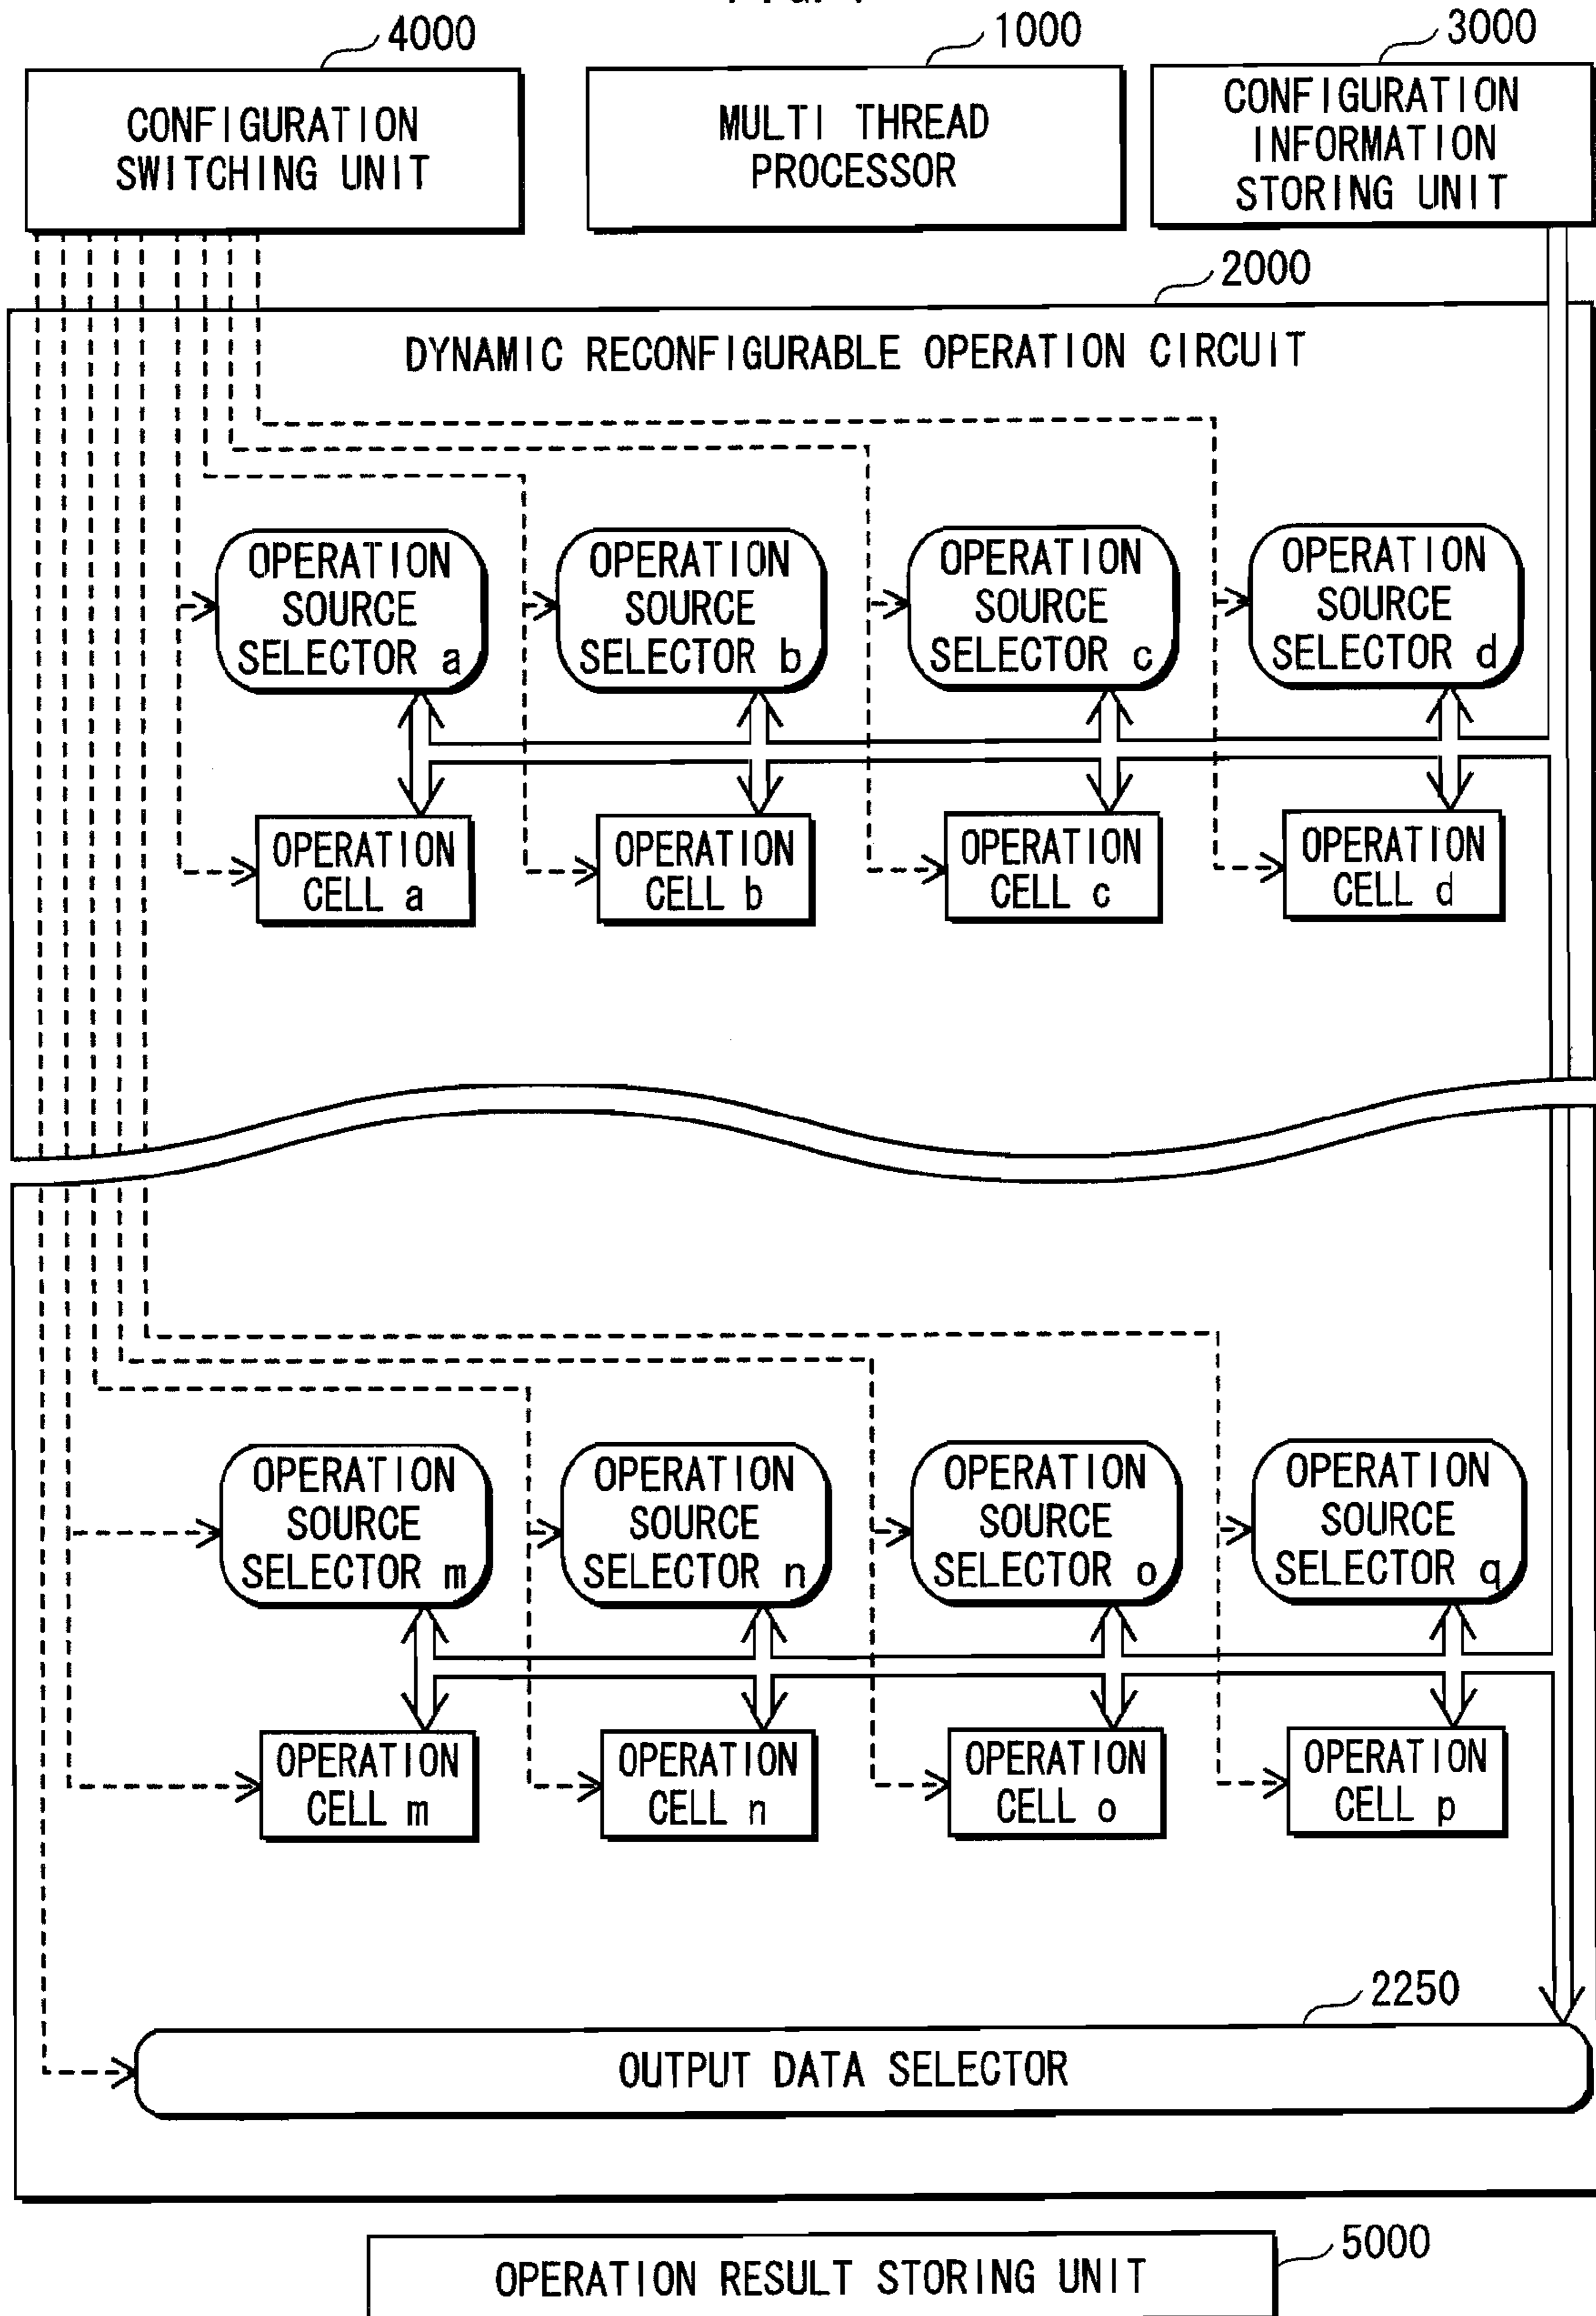 4000
1000
3000
CONFIGURATION
SWITCHING UNIT
MULTI THREAD
PROCESSOR
CONFIGURATION
INFORMATION
STORING UNIT
2000
DYNAMIC RECONFIGURABLE OPERATION CIRCUIT
OPERATION
SOURCE
SELECTOR a
OPERATION
SOURCE
SELECTOR b
OPERATION
SOURCE
SELECTOR c
OPERATION
SOURCE
SELECTOR d
OPERATION
CELL a
OPERATION
CELL b
OPERATION
CELL c
OPERATION
CELL d
OPERATION
SOURCE
SELECTOR m
OPERATION
SOURCE
SELECTOR n
OPERATION
SOURCE
SELECTOR o
OPERATION
SOURCE
SELECTOR q
OPERATION
CELL m
OPERATION
CELL n
OPERATION
CELL o
OPERATION
CELL p
2250
OUTPUT DATA SELECTOR
5000
OPERATION RESULT STORING UNIT